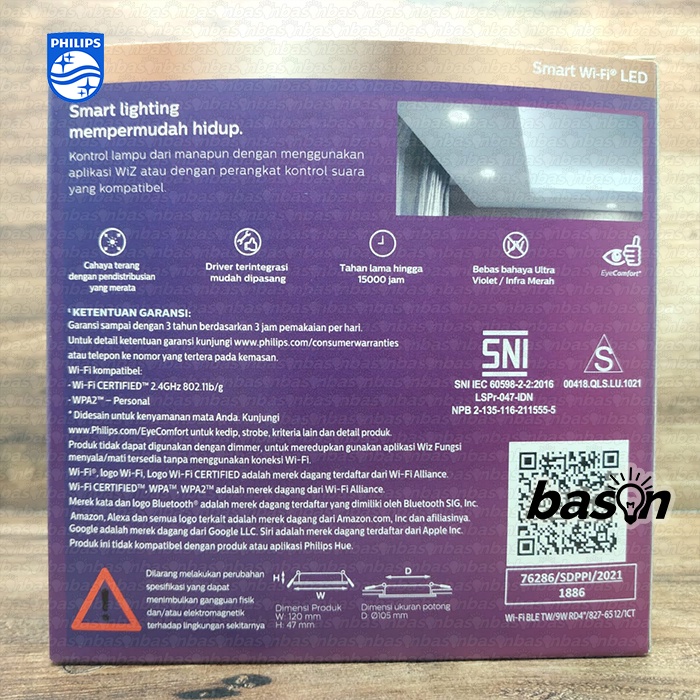 PHILIPS
Smart Wi-Fi® LED
Smart lighting
mempermudah hidup.
Kontrol lampu dari manapun dengan menggunakan
aplikasi WiZ atau dengan perangkat kontrol suara
yang kompatibel.
Cahaya terang
dengan pendistribusian
yang merata
Driver terintegrasi
mudah dipasang
Tahan lama hingga
15000 jam
Bebas bahaya Ultra
Violet / Infra Merah
EyeComfort*
¹ KETENTUAN GARANSI:
Garansi sampai dengan 3 tahun berdasarkan 3 jam pemakaian per hari.
Untuk detail ketentuan garansi kunjungi www.philips.com/consumerwarranties
atau telepon ke nomor yang tertera pada kemasan.
Wi-Fi kompatibel:
- Wi-Fi CERTIFIED™ 2.4GHz 802.11b/g
- WPA2™ – Personal
* Didesain untuk kenyamanan mata Anda. Kunjungi
www.Philips.com/EyeComfort untuk kedip, strobe, kriteria lain dan detail produk.
Produk tidak dapat digunakan dengan dimmer, untuk meredupkan gunakan aplikasi Wiz Fungsi
menyala/mati tersedia tanpa menggunakan koneksi Wi-Fi.
Wi-Fi®, logo Wi-Fi, Logo Wi-Fi CERTIFIED adalah merek dagang terdaftar dari Wi-Fi Alliance.
Wi-Fi CERTIFIED™, WPA™, WPA2™ adalah merek dagang dari Wi-Fi Alliance.
Merek kata dan logo Bluetooth® adalah merek dagang terdaftar yang dimiliki oleh Bluetooth SIG, Inc.
Amazon, Alexa dan semua logo terkait adalah merek dagang dari Amazon.com, Inc dan afiliasinya.
Google adalah merek dagang dari Google LLC. Siri adalah merek dagang terdaftar dari Apple Inc.
Produk ini tidak kompatibel dengan produk atau aplikasi Philips Hue.
SNI
SNI IEC 60598-2-2:2016
LSPr-047-IDN
NPB 2-135-116-211555-5
S
00418.QLS.LU.1021
bason
76286/SDPPI/2021
1886
Wi-Fi BLE TW/9W RD4"/827-65 12/1CT
Dilarang melakukan perubahan
spesifikasi yang dapat
menimbulkan gangguan fisik
dan/atau elektromagnetik
terhadap lingkungan sekitarnya
H
W
Dimensi Produk
W: 120 mm
H: 47 mm
D
Dimensi ukuran potong
D Ø105 mm